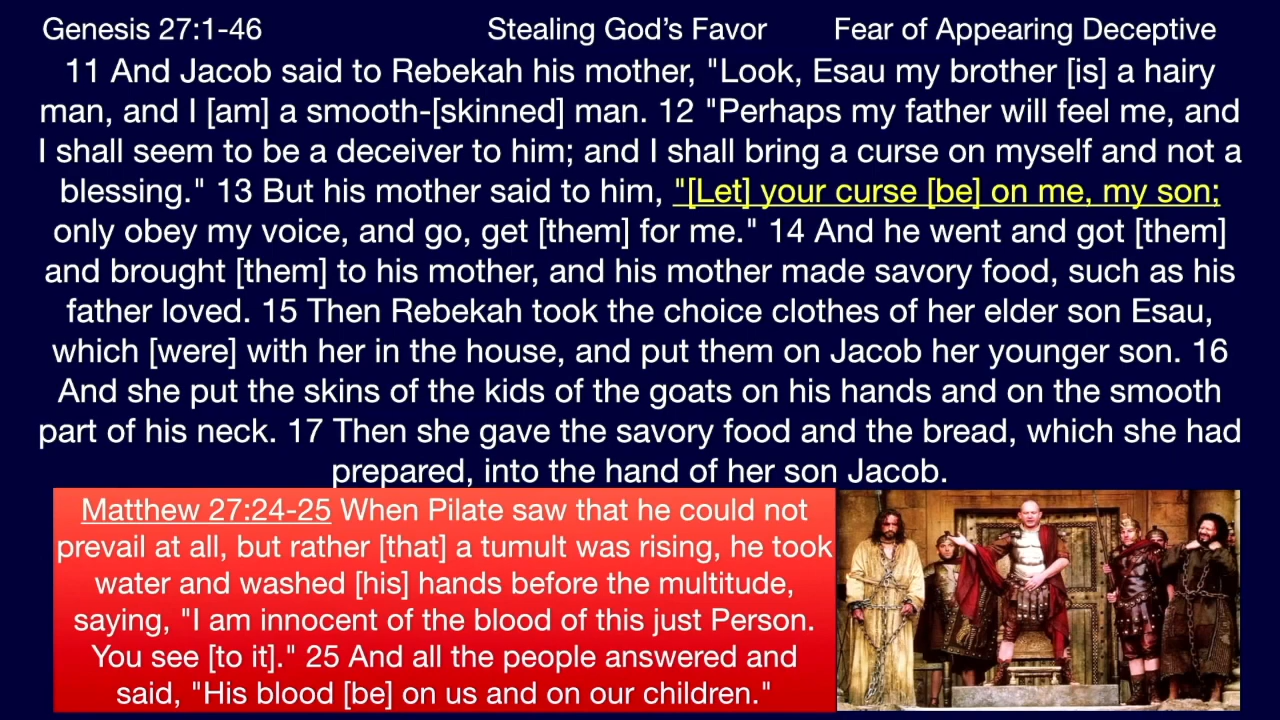 Genesis 27:1-46 Stealing God’s Favor Fear of Appearing Deceptive
11 And Jacob said to Rebekah his mother, "Look, Esau my brother [is] a hairy
man, and I [am] a smooth-[skinned] man. 12 "Perhaps my father will feel me, and
I shall seem to be a deceiver to him; and I shall bring a curse on myself and not a
blessing." 13 But his mother said to him, "[Let] your curse [be] on me, my son;
only obey my voice, and go, get [them] for me." 14 And he went and got [them]
and brought [them] to his mother, and his mother made savory food, such as his
father loved. 15 Then Rebekah took the choice clothes of her elder son Esau,
which [were] with her in the house, and put them on Jacob her younger son. 16
And she put the skins of the kids of the goats on his hands and on the smooth
part of his neck. 17 Then she gave the savory food and the bread, which she had
prepared, into the hand of her son Jacob.
Matthew 27:24-25 When Pilate saw that he could not
prevail at all, but rather [that] a tumult was rising, he took
water and washed [his] hands before the multitude,
saying, "I am innocent of the blood of this just Person.
You see [to it]." 25 And all the people answered and
said, "His blood [be] on us and on our children."